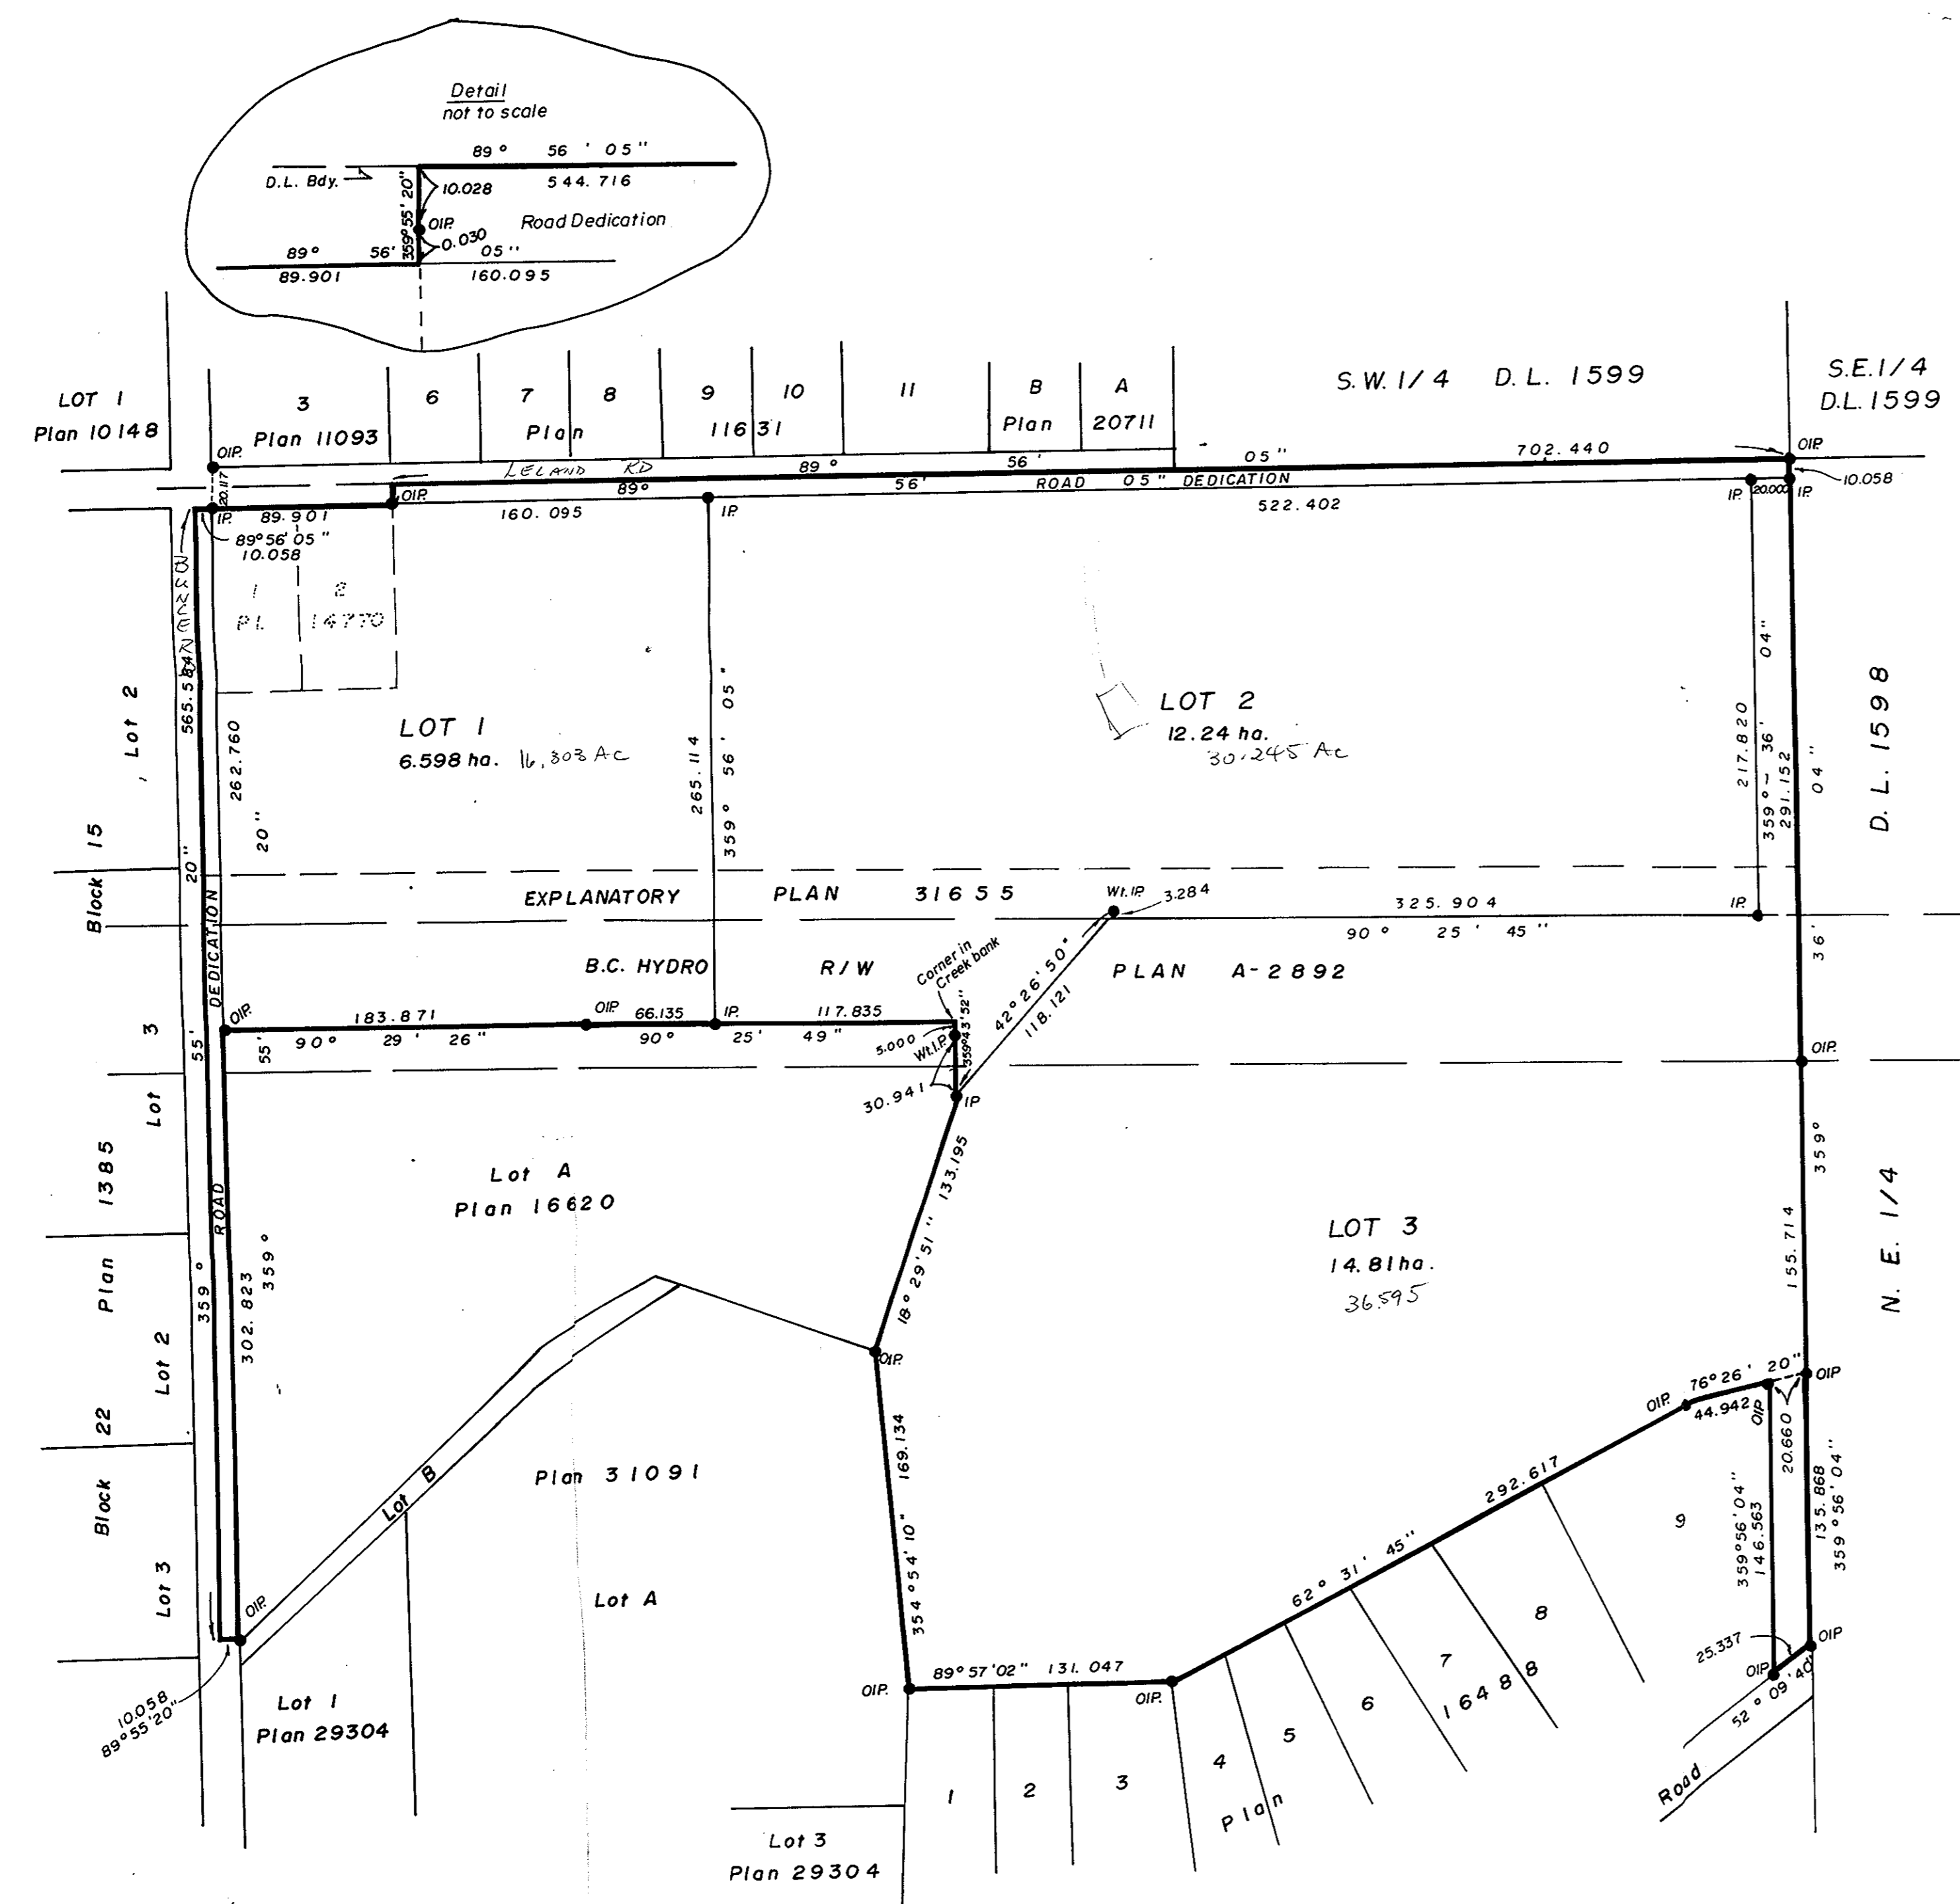 Detail
not to scale
89° 56' 05"
D.L. Bdy.
544.716
10.028
359° 55' 20"
OIP.
Road Dedication
0.030
89° 56' 05"
89.901
160.095
LOT 1
Plan 10148
3
Plan 11093
6
7
8
9
10
11
Plan 11631
B
A
Plan 20711
S.W. 1/4 D.L. 1599
S.E. 1/4
D.L. 1599
OIP.
LELAND RD
89° 56' 05"
702.440
OIP.
20.117
OIP.
89° 56' 05"
ROAD DEDICATION
10.058
IP.
89.901
160.095
IP.
522.402
IP.
20.000
IP.
89°56'05"
10.058
1
2
PL 14770
565.584
262.760
20"
20"
LOT 1
6.598 ha. 16.303 Ac
265.114
359° 56' 05"
LOT 2
12.24 ha.
30.245 Ac
217.820
359°-36' 04"
291.152
04"
D.L. 1598
Lot 2
Block 15
EXPLANATORY PLAN 31655
Wt.IP.
3.284
325.904
IP.
90° 25' 45"
36'
B.C. HYDRO R/W PLAN A-2892
Corner in
Creek bank
42° 26' 50"
118.121
DEDICATION
OIP.
183.871
OIP.
66.135
IP.
117.835
90° 29' 26"
90° 25' 49"
5.000
Wt.I.P.
359°43'52"
30.941
IP
OIP.
55'
55'
Lot 3
Plan 1385
Lot A
Plan 16620
133.195
18° 29' 51"
LOT 3
14.81 ha.
36.595
359°
155.714
N. E. 1/4
ROAD
359°
302.823
359°
Lot 2
Block 22
Lot 3
OIP.
169.134
354° 54' 10"
Lot B
Plan 31091
Lot A
OIP.
76°26' 20"
44.942
OIP
OIP
20.660
292.617
62° 31' 45"
359°56'04"
146.563
135.868
359°56'04"
9
8
7
6
5
4
Plan 16488
OIP.
10.058
89°55'20"
Lot 1
Plan 29304
OIP.
89°57'02" 131.047
OIP.
25.337
OIP
OIP
52° 09' 40"
Road
1
2
3
Lot 3
Plan 29304